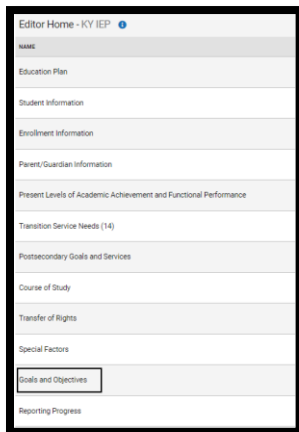 Editor Home - KY IEP
NAME
Education Plan
Student Information
Enrollment Information
Parent/Guardian Information
Present Levels of Academic Achievement and Functional Performance
Transition Service Needs (14)
Postsecondary Goals and Services
Course of Study
Transfer of Rights
Special Factors
Goals and Objectives
Reporting Progress